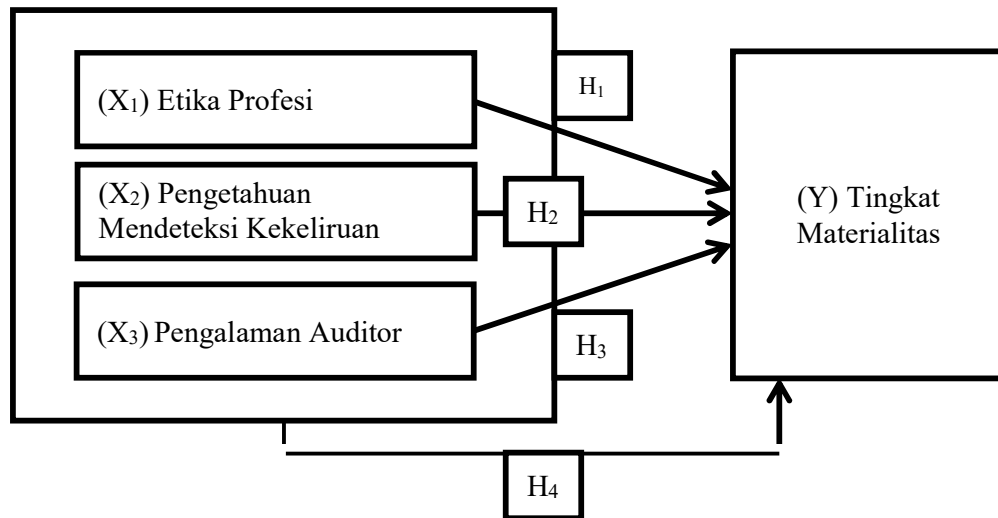 (X₁) Etika Profesi
H₁
(X₂) Pengetahuan
Mendeteksi Kekeliruan
H₂
(X₃) Pengalaman Auditor
H₃
(Y) Tingkat
Materialitas
H₄